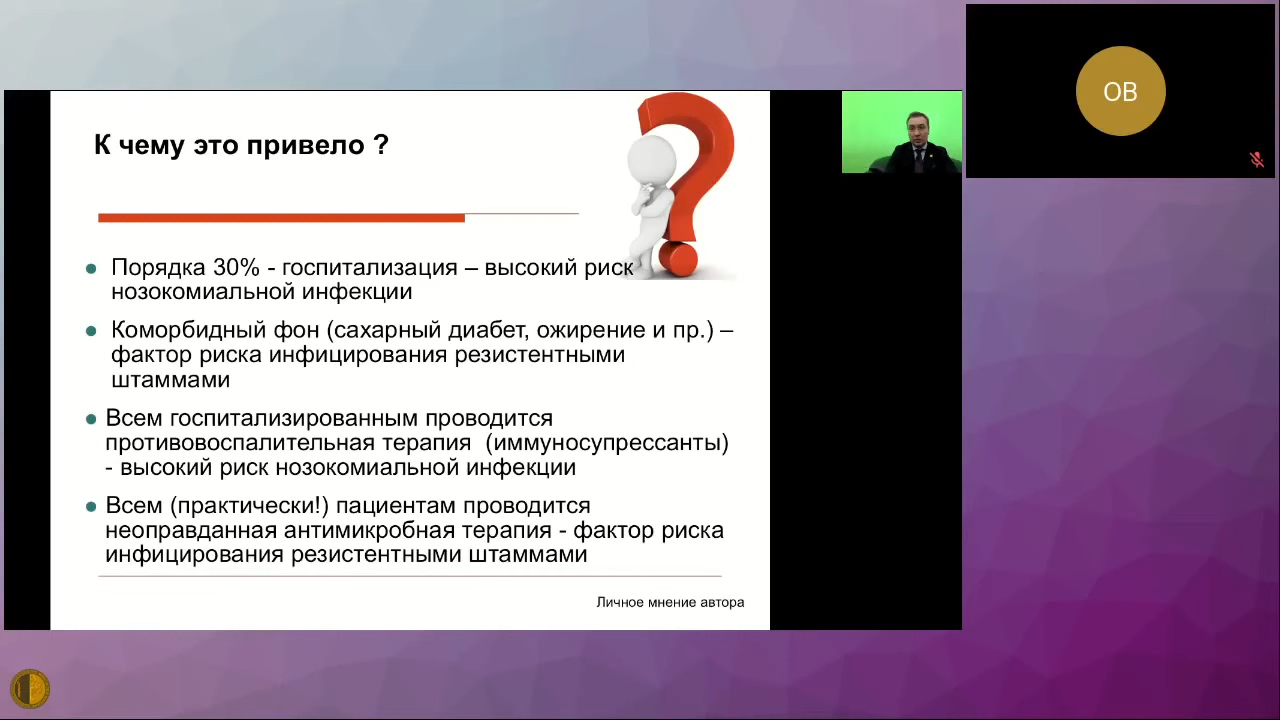 К чему это привело ?
Порядка 30% - госпитализация – высокий риск
нозокомиальной инфекции
Коморбидный фон (сахарный диабет, ожирение и пр.) –
фактор риска инфицирования резистентными
штаммами
Всем госпитализированным проводится
противовоспалительная терапия (иммуносупрессанты)
- высокий риск нозокомиальной инфекции
Всем (практически!) пациентам проводится
неоправданная антимикробная терапия - фактор риска
инфицирования резистентными штаммами
Личное мнение автора
ОВ